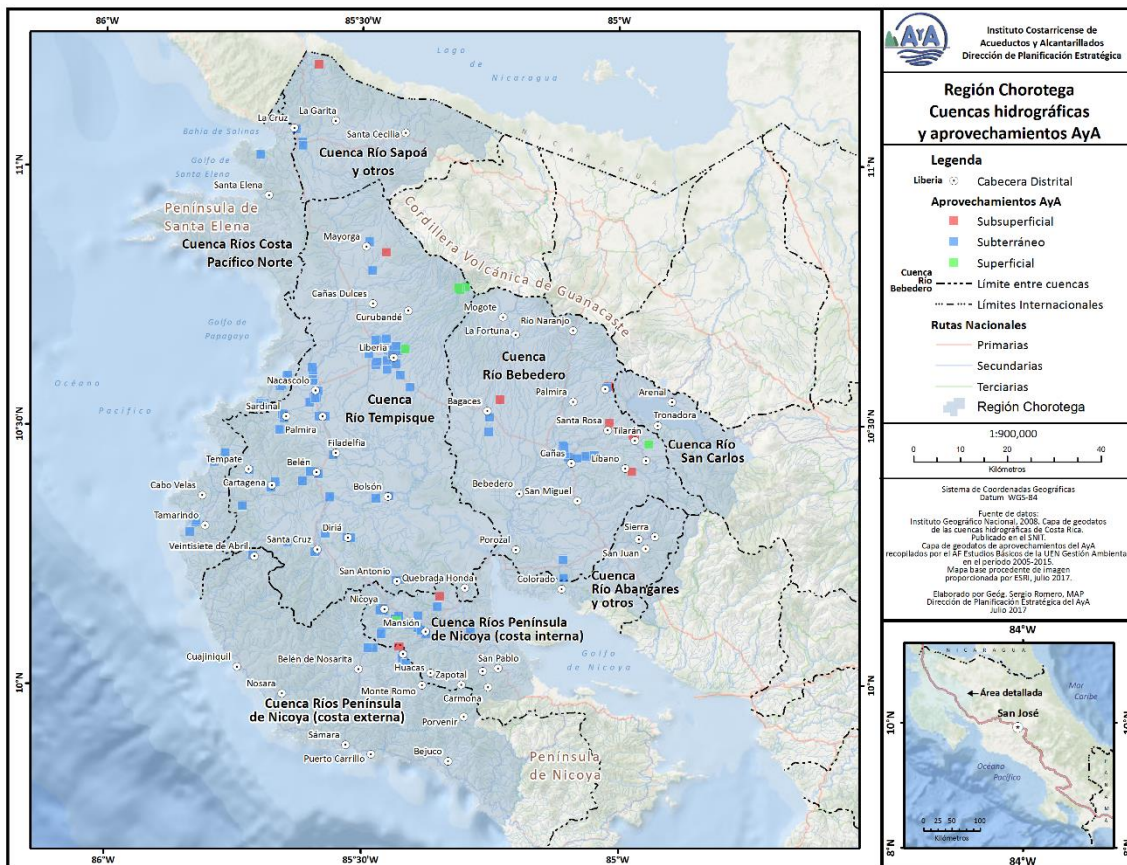 86°W
85°30'W
85°W
11°N
10°30'N
10°N
86°W
85°30'W
85°W
11°N
10°30'N
10°N
Lago
de Nicaragua
NICARAGUA
La Garita
La Cruz
Santa Cecilia
Bahía de Salinas
Cuenca Río Sapoá
y otros
Golfo de
Santa Elena
Santa Elena
Península de
Santa Elena
Cuenca Ríos Costa
Pacífico Norte
Mayorga
Cordillera Volcánica de Guanacaste
Cañas Dulces
Curubandé
Mogote
Río Naranjo
La Fortuna
Golfo de
Papagayo
Liberia
Cuenca
Río Bebedero
Océano
Pacífico
Nacascolo
Cuenca
Río Tempisque
Palmira
Arenal
Bagaces
Tronadora
Sardinal
Santa Rosa
Tilarán
Palmira
Filadelfia
Cuenca Río
San Carlos
Tempate
Belén
Cañas
Líbano
Cabo Velas
Cartagena
Bolsón
Bebedero
San Miguel
Tamarindo
Diriá
Sierra
Veintisiete de Abril
Santa Cruz
Porozal
San Juan
San Antonio
Quebrada Honda
Colorado
Cuenca
Río Abangares
y otros
Nicoya
Mansión
Cuenca Ríos Península
de Nicoya (costa interna)
Golfo
de Nicoya
Cuajiniquil
Belén de Nosarita
Huacas
Zapotal
San Pablo
Nosara
Monte Romo
Carmona
Cuenca Ríos Península
de Nicoya (costa externa)
Porvenir
Sámara
Puerto Carrillo
Bejuco
Península
de Nicoya
AyA
Instituto Costarricense de
Acueductos y Alcantarillados
Dirección de Planificación Estratégica
Región Chorotega
Cuencas hidrográficas
y aprovechamientos AyA
Legenda
Liberia Cabecera Distrital
Aprovechamientos AyA
Subsuperficial
Subterráneo
Superficial
Cuenca
Río
Bebedero
Límite entre cuencas
Límites Internacionales
Rutas Nacionales
Primarias
Secundarias
Terciarias
Región Chorotega
1:900,000
10 0 10 20 40
Kilómetros
Sistema de Coordenadas Geográficas
Datum WGS-84
Fuente de datos:
Instituto Geográfico Nacional, 2008. Capa de geodatos
de las cuencas hidrográficas de Costa Rica.
Publicado en el SNIT.
Capa de geodatos de aprovechamientos del AyA
recopilados por el AF Estudios Básicos de la UEN Gestión Ambiental
en el período 2005-2015.
Mapa base procedente de imagen
proporcionada por ESRI, julio 2017.
Elaborado por Geóg. Sergio Romero, MAP
Dirección de Planificación Estratégica del AyA
Julio 2017
84°W
NICARAGUA
Área detallada
Mar
Caribe
San José
10°N
10°N
Océano
Pacífico
PANAMA
0 25 50 100
Kilómetros
8°N
8°N
84°W